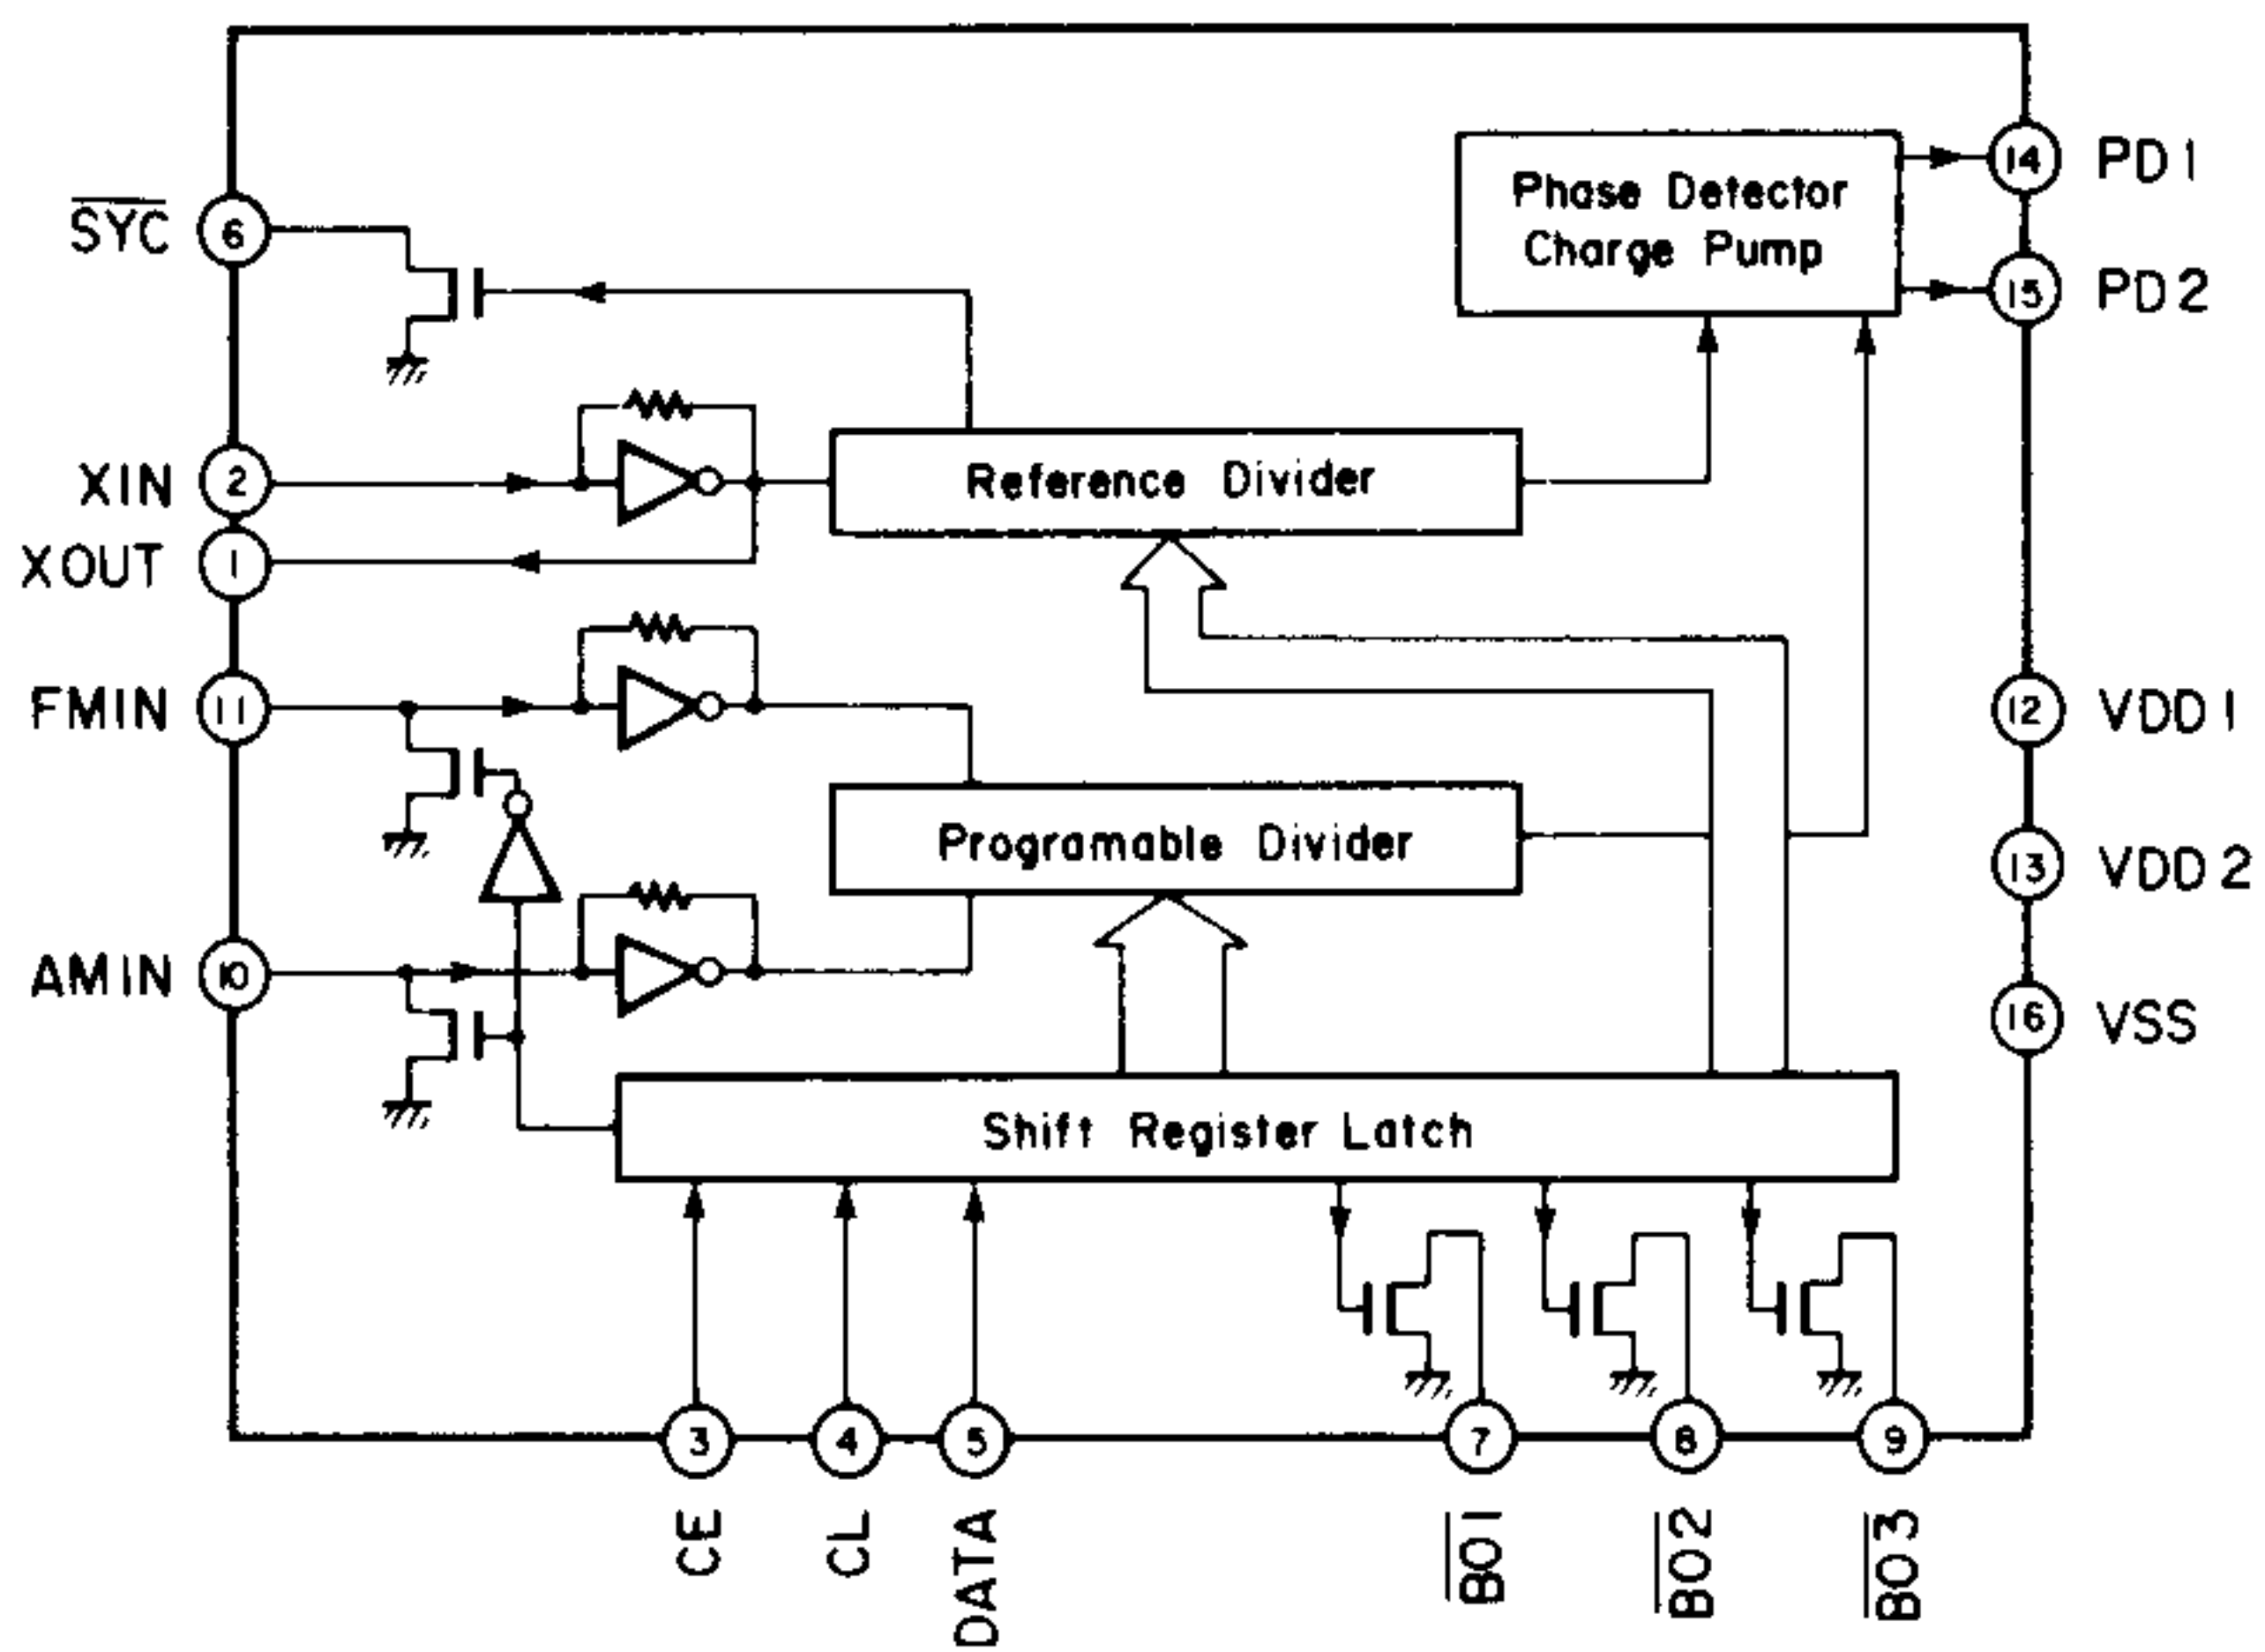 PD1
14
Phase Detector
Charge Pump
SYC
6
PD2
15
XIN
2
Reference Divider
XOUT
1
FMIN
11
12
VDD1
Programable Divider
13
VDD2
AMIN
10
16
VSS
Shift Register Latch
3
4
5
7
8
9
CE
CL
DATA
BO1
BO2
BO3